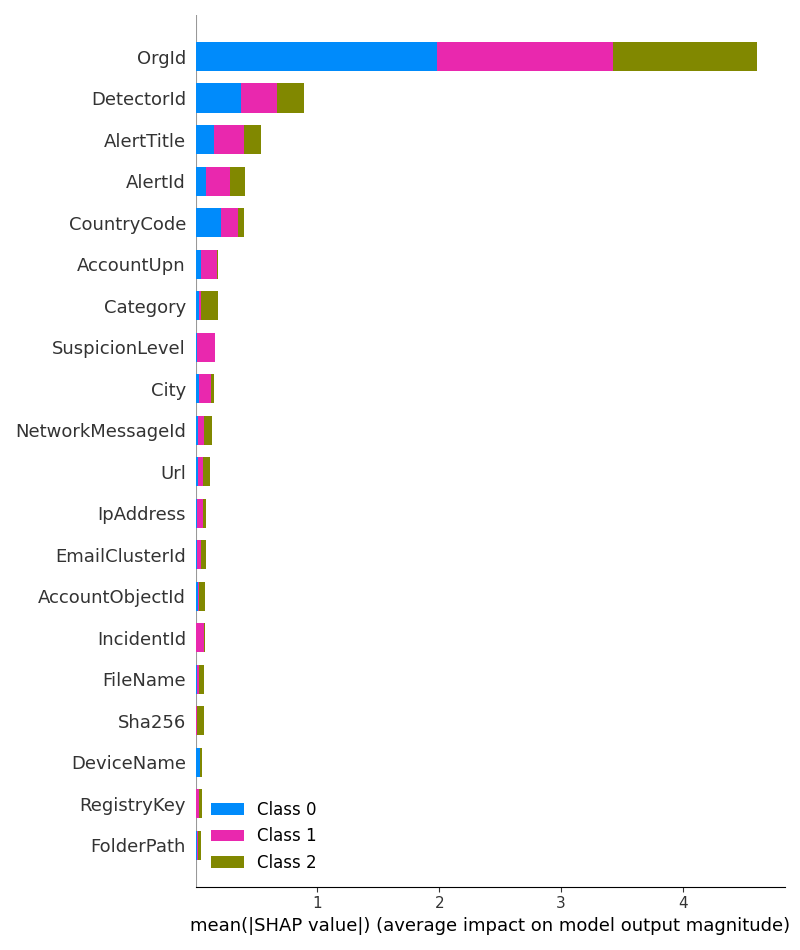 OrgId
DetectorId
AlertTitle
AlertId
CountryCode
AccountUpn
Category
SuspicionLevel
City
NetworkMessageId
Url
IpAddress
EmailClusterId
AccountObjectId
IncidentId
FileName
Sha256
DeviceName
RegistryKey
FolderPath
Class 0
Class 1
Class 2
1 2 3 4
mean(|SHAP value|) (average impact on model output magnitude)